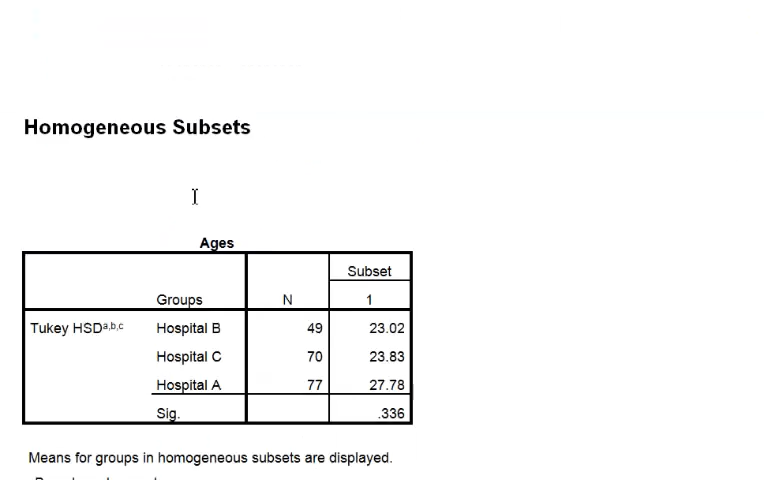 Homogeneous Subsets
Ages
Subset
Groups N 1
Tukey HSDa,b,c Hospital B 49 23.02
Hospital C 70 23.83
Hospital A 77 27.78
Sig. .336
Means for groups in homogeneous subsets are displayed.